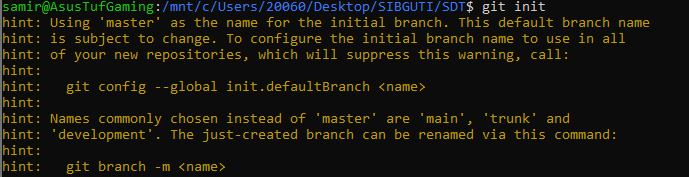 samir@AsusTufGaming:/mnt/c/Users/20060/Desktop/SIBGUTI/SDT$ git init
hint: Using 'master' as the name for the initial branch. This default branch name
hint: is subject to change. To configure the initial branch name to use in all
hint: of your new repositories, which will suppress this warning, call:
hint:
hint:   git config --global init.defaultBranch <name>
hint:
hint: Names commonly chosen instead of 'master' are 'main', 'trunk' and
hint: 'development'. The just-created branch can be renamed via this command:
hint:
hint:   git branch -m <name>